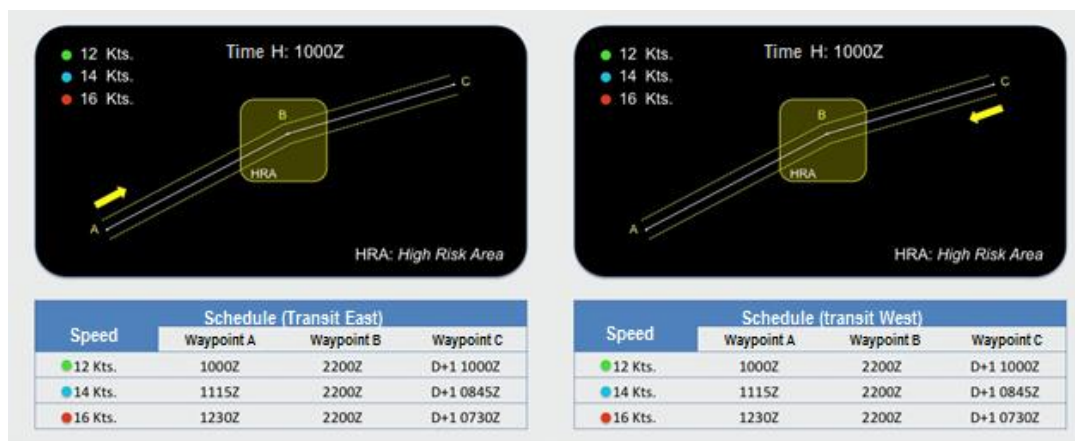 12 Kts.
14 Kts.
16 Kts.
Time H: 1000Z
C
B
HRA
A
HRA: High Risk Area
Schedule (Transit East)
Speed Waypoint A Waypoint B Waypoint C
12 Kts. 1000Z 2200Z D+1 1000Z
14 Kts. 1115Z 2200Z D+1 0845Z
16 Kts. 1230Z 2200Z D+1 0730Z
12 Kts.
14 Kts.
16 Kts.
Time H: 1000Z
C
B
HRA
A
HRA: High Risk Area
Schedule (transit West)
Speed Waypoint A Waypoint B Waypoint C
12 Kts. 1000Z 2200Z D+1 1000Z
14 Kts. 1115Z 2200Z D+1 0845Z
16 Kts. 1230Z 2200Z D+1 0730Z